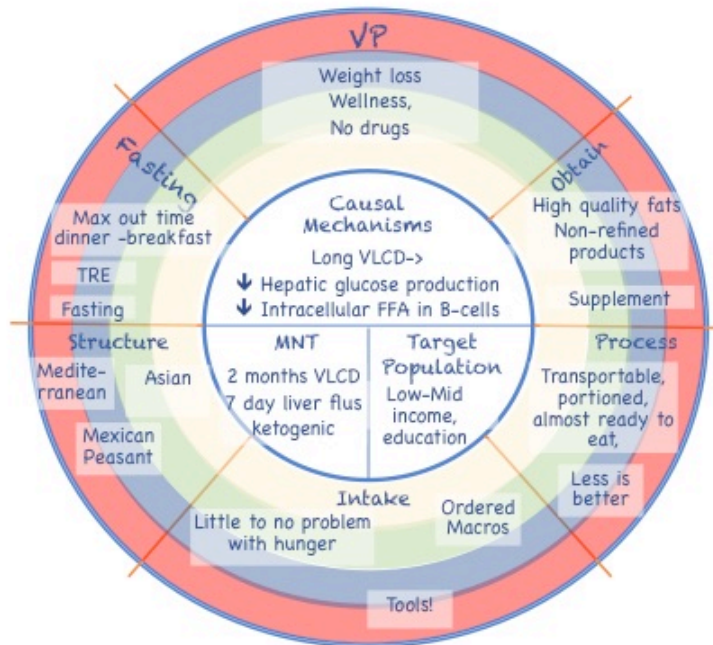 VP
Weight loss
Wellness,
No drugs
Fasting
Max out time
dinner -breakfast
TRE
Fasting
Obtain
High quality fats
Non-refined
products
Supplement
Causal
Mechanisms
Long VLCD->
↓ Hepatic glucose production
↓ Intracellular FFA in B-cells
MNT
2 months VLCD
7 day liver flus
ketogenic
Target
Population
Low-Mid
income,
education
Structure
Medite-
rranean
Asian
Mexican
Peasant
Process
Transportable,
portioned,
almost ready to
eat,
Less is
better
Intake
Little to no problem
with hunger
Ordered
Macros
Tools!